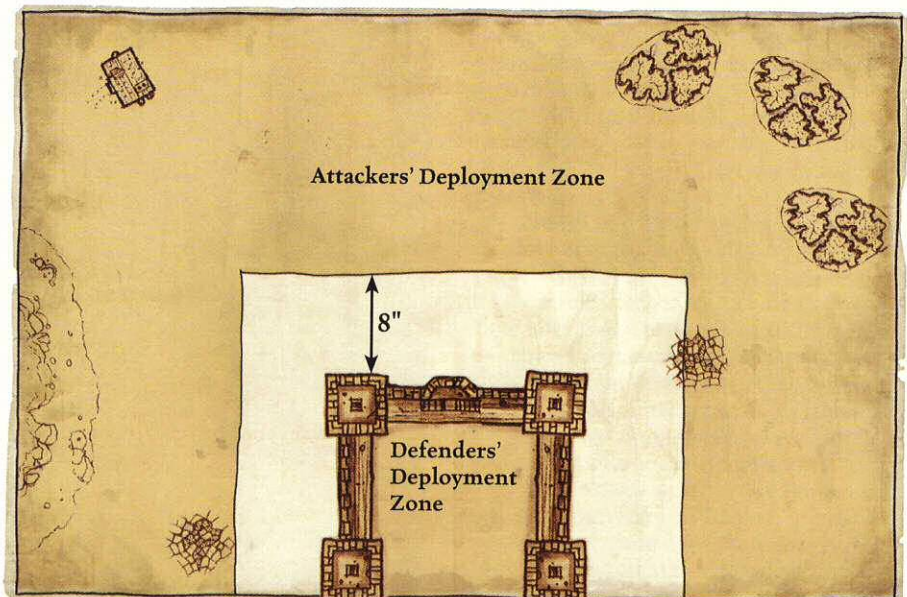 Attackers' Deployment Zone
8"
Defenders'
Deployment
Zone